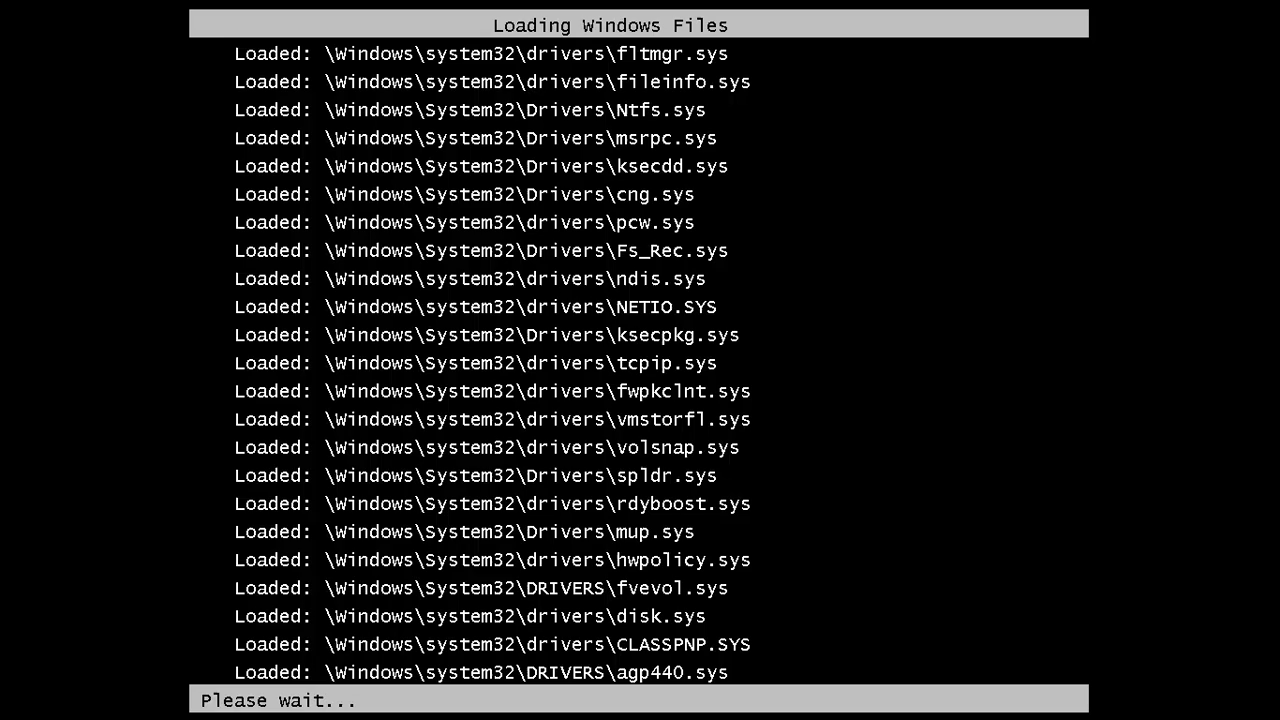 Loading Windows Files
Loaded: \Windows\system32\drivers\fltmgr.sys
Loaded: \Windows\system32\drivers\fileinfo.sys
Loaded: \Windows\System32\Drivers\Ntfs.sys
Loaded: \Windows\System32\Drivers\msrpc.sys
Loaded: \Windows\System32\Drivers\ksecdd.sys
Loaded: \Windows\System32\Drivers\cng.sys
Loaded: \Windows\System32\drivers\pcw.sys
Loaded: \Windows\System32\Drivers\Fs_Rec.sys
Loaded: \Windows\System32\drivers\ndis.sys
Loaded: \Windows\System32\drivers\NETIO.SYS
Loaded: \Windows\System32\Drivers\ksecpkg.sys
Loaded: \Windows\System32\drivers\tcpip.sys
Loaded: \Windows\System32\drivers\fwpkclnt.sys
Loaded: \Windows\System32\drivers\vmstorfl.sys
Loaded: \Windows\System32\drivers\volsnap.sys
Loaded: \Windows\System32\Drivers\spldr.sys
Loaded: \Windows\System32\drivers\rdyboost.sys
Loaded: \Windows\System32\Drivers\mup.sys
Loaded: \Windows\System32\drivers\hwpolicy.sys
Loaded: \Windows\System32\DRIVERS\fvevol.sys
Loaded: \Windows\System32\drivers\disk.sys
Loaded: \Windows\System32\drivers\CLASSPNP.SYS
Loaded: \Windows\system32\DRIVERS\agp440.sys
Please wait...